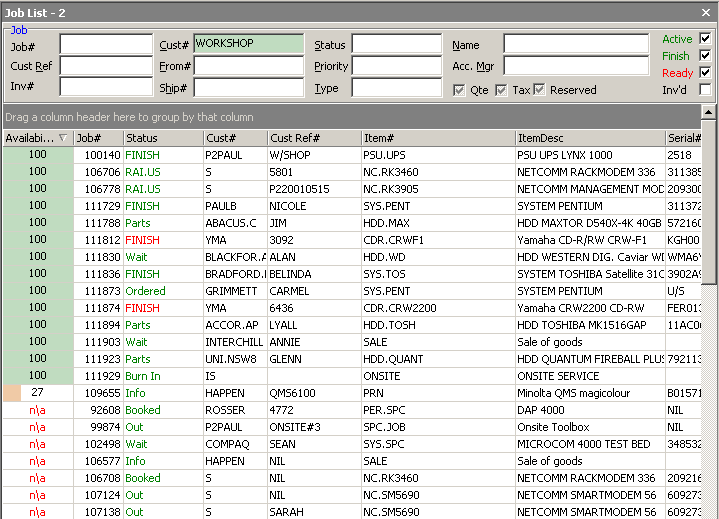 Job List - 2
Job
Job# Cust# WORKSHOP Status Name Active
Cust Ref From# Priority Acc. Mgr Finish
Inv# Ship# Type Qte Tax Reserved Ready
Inv'd
Drag a column header here to group by that column
Availabi... Job# Status Cust# Cust Ref# Item# ItemDesc Serial#
100 100140 FINISH P2PAUL W/SHOP PSU.UPS PSU UPS LYNX 1000 2518
100 106706 RAI.US S 5801 NC.RK3460 NETCOMM RACKMODEM 336 311385
100 106778 RAI.US S P220010515 NC.RK3905 NETCOMM MANAGEMENT MOD 209300
100 111729 FINISH PAULB NICOLE SYS.PENT SYSTEM PENTIUM 311372
100 111788 Parts ABACUS.C JIM HDD.MAX HDD MAXTOR D540X-4K 40GB 572160
100 111812 FINISH YMA 3092 CDR.CRWF1 Yamaha CD-R/RW CRW-F1 KGH00
100 111830 Wait BLACKFOR. ALAN HDD.WD HDD WESTERN DIG. Caviar WD WMA6
100 111836 FINISH BRADFORD. BELINDA SYS.TOS SYSTEM TOSHIBA Satellite 31C 3902A9
100 111873 Ordered GRIMMETT CARMEL SYS.PENT SYSTEM PENTIUM U/S
100 111874 FINISH YMA 6436 CDR.CRW2200 Yamaha CRW2200 CD-RW FER013
100 111894 Parts ACCOR.AP LYALL HDD.TOSH HDD TOSHIBA MK1516GAP 11AC0
100 111903 Wait INTERCHILL ANNIE SALE Sale of goods
100 111923 Parts UNI.NSW8 GLENN HDD.QUANT HDD QUANTUM FIREBALL PLUS 792113
100 111929 Burn In IS ONSITE ONSITE SERVICE
27 109655 Info HAPPEN QMS6100 PRN Minolta QMS magicolour B01571
n\a 92608 Booked ROSSER 4772 PER.SPC DAP 4000 NIL
n\a 99874 Out P2PAUL ONSITE#3 SPC.JOB Onsite Toolbox NIL
n\a 102498 Wait COMPAQ SEAN SYS.SPC MICROCOM 4000 TEST BED 348532
n\a 106577 Info HAPPEN NIL SALE Sale of goods
n\a 106708 Booked S NIL NC.RK3460 NETCOMM RACKMODEM 336 209216
n\a 107124 Out S NIL NC.SM5690 NETCOMM SMARTMODEM 56 609273
n\a 107138 Out S SARAH NC.SM5690 NETCOMM SMARTMODEM 56 609273